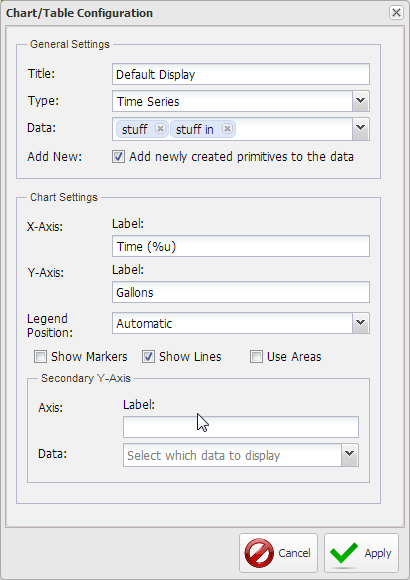 Chart/Table Configuration
General Settings
Title: Default Display
Type: Time Series
Data: stuff stuff in
Add New: Add newly created primitives to the data
Chart Settings
X-Axis: Label:
Time (%u)
Y-Axis: Label:
Gallons
Legend
Position: Automatic
Show Markers Show Lines Use Areas
Secondary Y-Axis
Axis: Label:
Data: Select which data to display
Cancel Apply